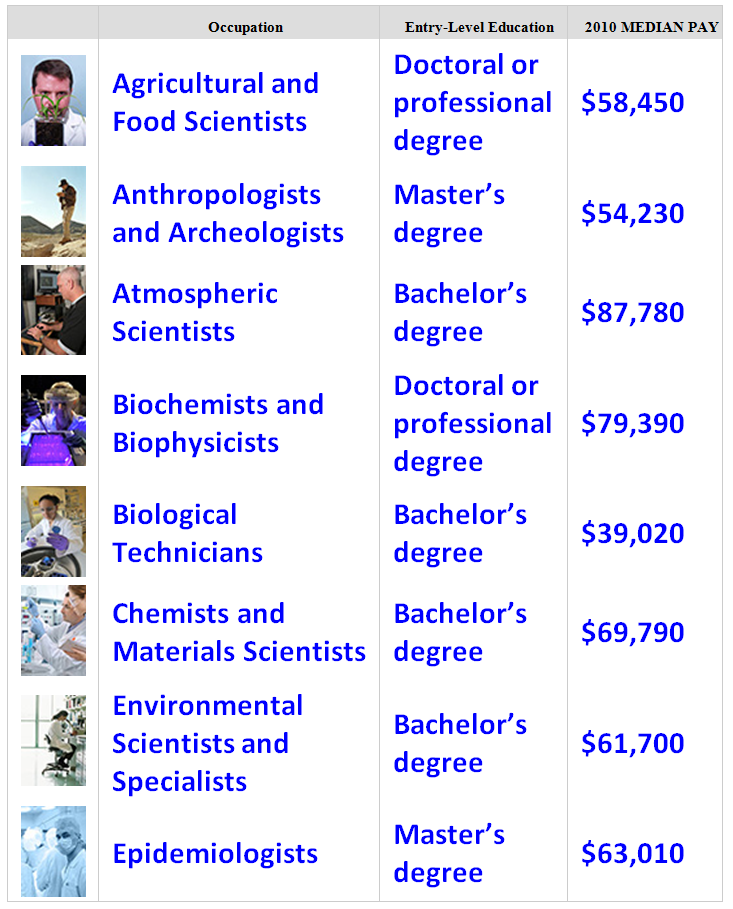 Occupation Entry-Level Education 2010 MEDIAN PAY
Agricultural and
Food Scientists
Doctoral or
professional
degree
$58,450
Anthropologists
and Archeologists
Master’s
degree
$54,230
Atmospheric
Scientists
Bachelor’s
degree
$87,780
Biochemists and
Biophysicists
Doctoral or
professional
degree
$79,390
Biological
Technicians
Bachelor’s
degree
$39,020
Chemists and
Materials Scientists
Bachelor’s
degree
$69,790
Environmental
Scientists and
Specialists
Bachelor’s
degree
$61,700
Epidemiologists
Master’s
degree
$63,010